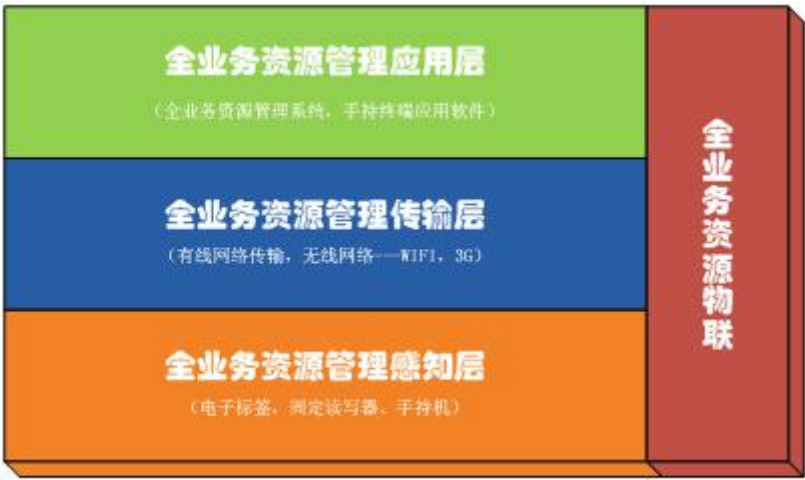 全业务资源管理应用层
（全业务资源管理系统，手持终端应用软件）
全业务资源管理传输层
（有线网络传输，无线网络---WIFI，3G）
全业务资源管理感知层
（电子标签，固定读写器、手持机）
全业务资源物联